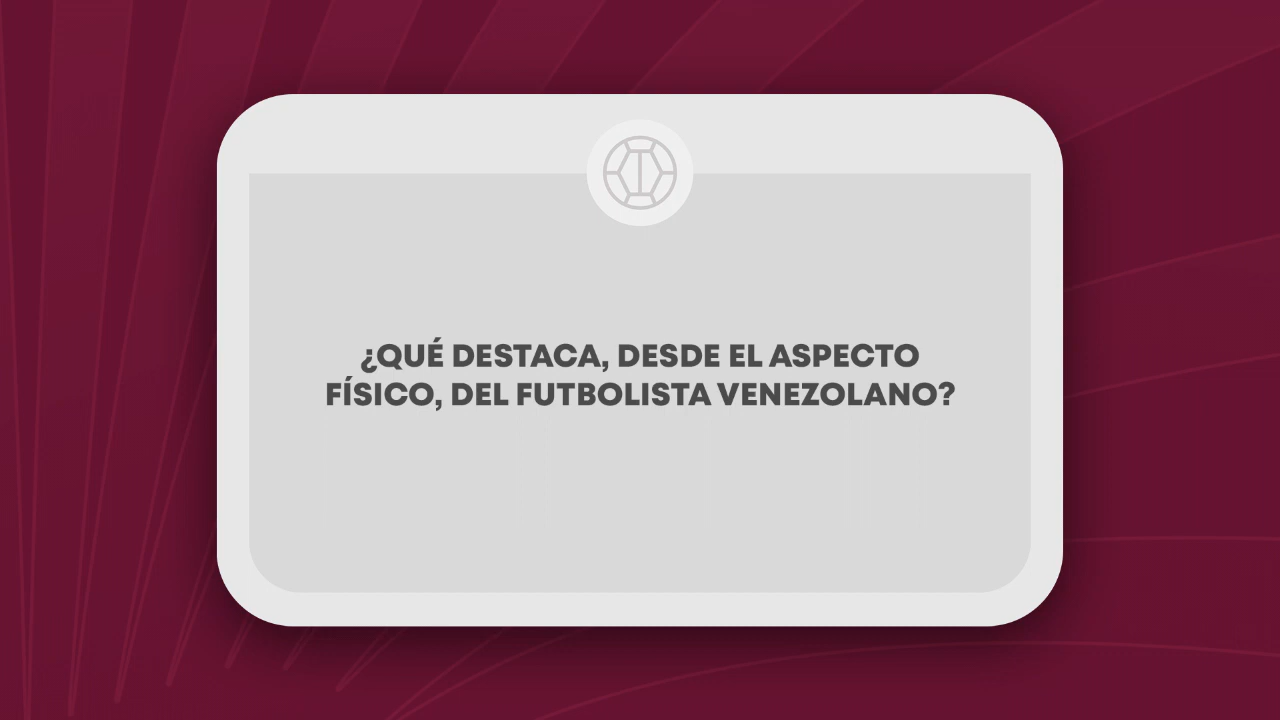 ¿QUÉ DESTACA, DESDE EL ASPECTO
FÍSICO, DEL FUTBOLISTA VENEZOLANO?